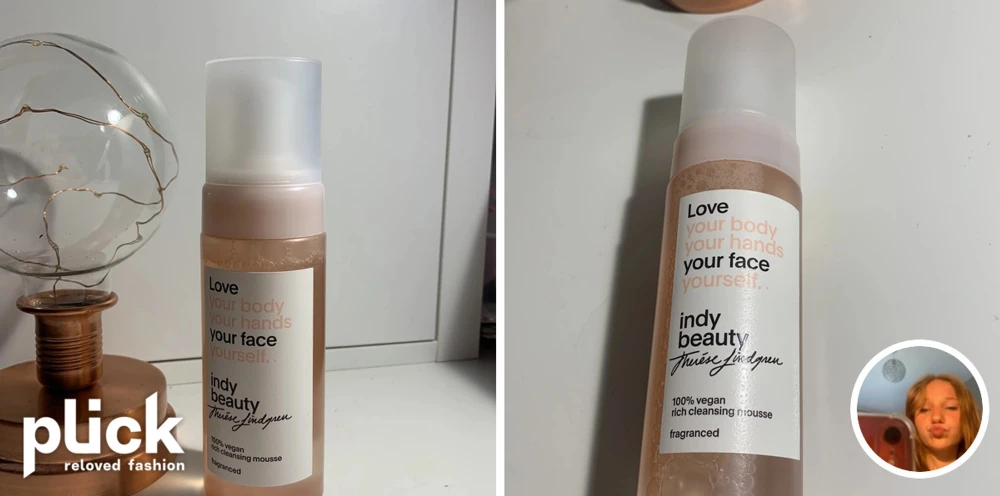 Love
your body
your hands
your face
yourself.
indy
beauty
Therése Lindgren
100% vegan
rich cleansing mousse
fragranced
plick
reloved fashion
Love
your body
your hands
your face
yourself.
indy
beauty
Therése Lindgren
100% vegan
rich cleansing mousse
fragranced